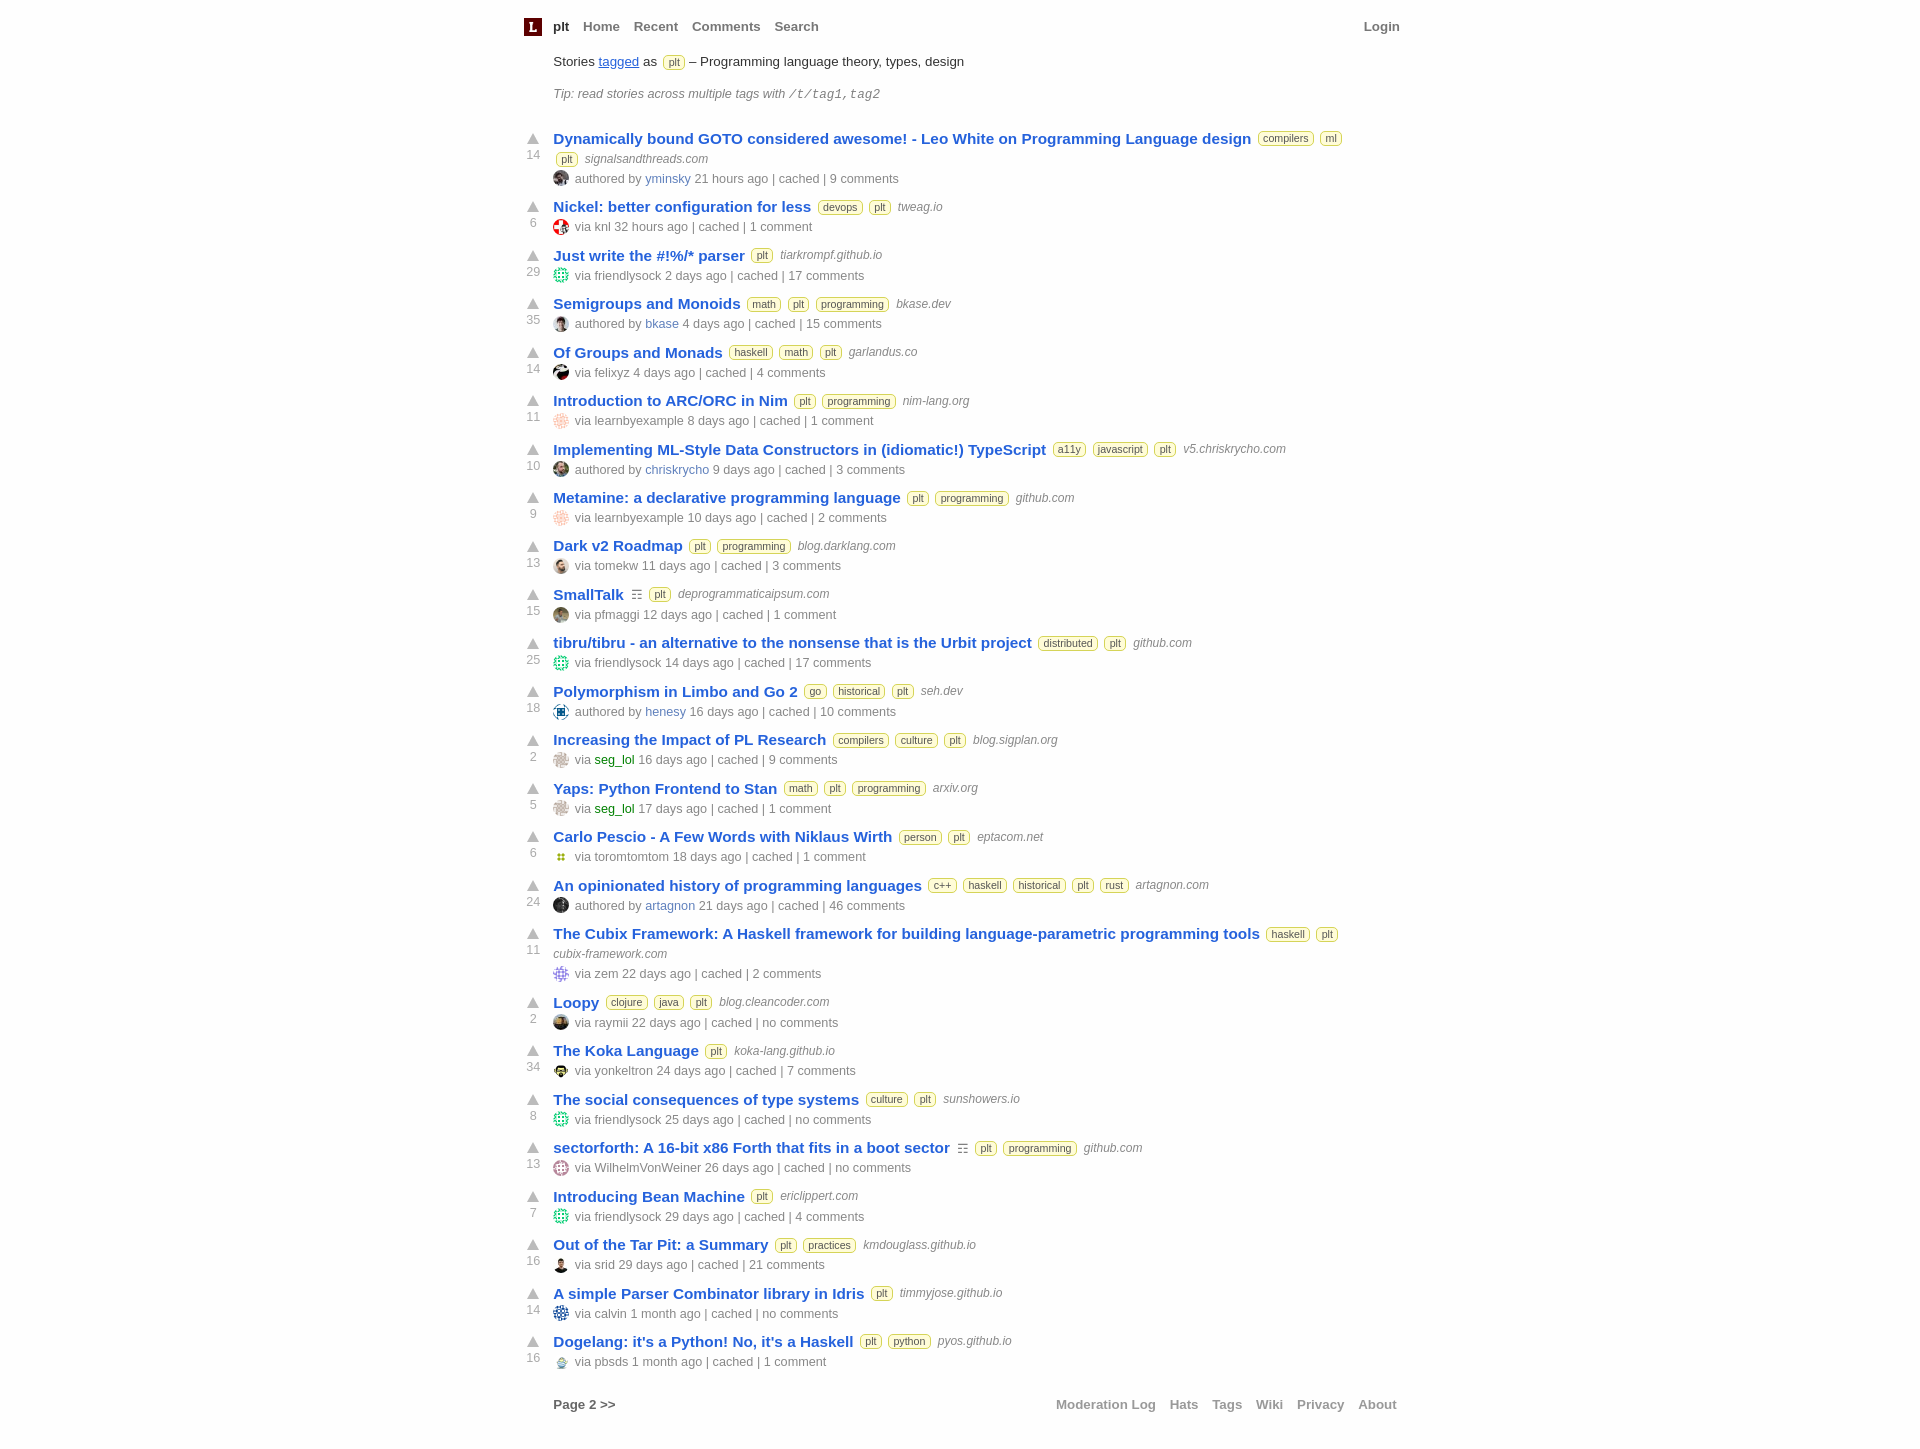 L plt Home Recent Comments Search Login
Stories tagged as plt – Programming language theory, types, design
Tip: read stories across multiple tags with /t/tag1,tag2
Dynamically bound GOTO considered awesome! - Leo White on Programming Language design compilers ml
14 plt signalsandthreads.com
authored by yminsky 21 hours ago | cached | 9 comments
Nickel: better configuration for less devops plt tweag.io
6 via knl 32 hours ago | cached | 1 comment
Just write the #!%/* parser plt tiarkrompf.github.io
29 via friendlysock 2 days ago | cached | 17 comments
Semigroups and Monoids math plt programming bkase.dev
35 authored by bkase 4 days ago | cached | 15 comments
Of Groups and Monads haskell math plt garlandus.co
14 via felixyz 4 days ago | cached | 4 comments
Introduction to ARC/ORC in Nim plt programming nim-lang.org
11 via learnbyexample 8 days ago | cached | 1 comment
Implementing ML-Style Data Constructors in (idiomatic!) TypeScript a11y javascript plt v5.chriskrycho.com
10 authored by chriskrycho 9 days ago | cached | 3 comments
Metamine: a declarative programming language plt programming github.com
9 via learnbyexample 10 days ago | cached | 2 comments
Dark v2 Roadmap plt programming blog.darklang.com
13 via tomekw 11 days ago | cached | 3 comments
SmallTalk ☶ plt deprogrammaticaipsum.com
15 via pfmaggi 12 days ago | cached | 1 comment
tibru/tibru - an alternative to the nonsense that is the Urbit project distributed plt github.com
25 via friendlysock 14 days ago | cached | 17 comments
Polymorphism in Limbo and Go 2 go historical plt seh.dev
18 authored by henesy 16 days ago | cached | 10 comments
Increasing the Impact of PL Research compilers culture plt blog.sigplan.org
2 via seg_lol 16 days ago | cached | 9 comments
Yaps: Python Frontend to Stan math plt programming arxiv.org
5 via seg_lol 17 days ago | cached | 1 comment
Carlo Pescio - A Few Words with Niklaus Wirth person plt eptacom.net
6 via toromtomtom 18 days ago | cached | 1 comment
An opinionated history of programming languages c++ haskell historical plt rust artagnon.com
24 authored by artagnon 21 days ago | cached | 46 comments
The Cubix Framework: A Haskell framework for building language-parametric programming tools haskell plt
11 cubix-framework.com
via zem 22 days ago | cached | 2 comments
Loopy clojure java plt blog.cleancoder.com
2 via raymii 22 days ago | cached | no comments
The Koka Language plt koka-lang.github.io
34 via yonkeltron 24 days ago | cached | 7 comments
The social consequences of type systems culture plt sunshowers.io
8 via friendlysock 25 days ago | cached | no comments
sectorforth: A 16-bit x86 Forth that fits in a boot sector ☶ plt programming github.com
13 via WilhelmVonWeiner 26 days ago | cached | no comments
Introducing Bean Machine plt ericlippert.com
7 via friendlysock 29 days ago | cached | 4 comments
Out of the Tar Pit: a Summary plt practices kmdouglass.github.io
16 via srid 29 days ago | cached | 21 comments
A simple Parser Combinator library in Idris plt timmyjose.github.io
14 via calvin 1 month ago | cached | no comments
Dogelang: it's a Python! No, it's a Haskell plt python pyos.github.io
16 via pbsds 1 month ago | cached | 1 comment
Page 2 >> Moderation Log Hats Tags Wiki Privacy About